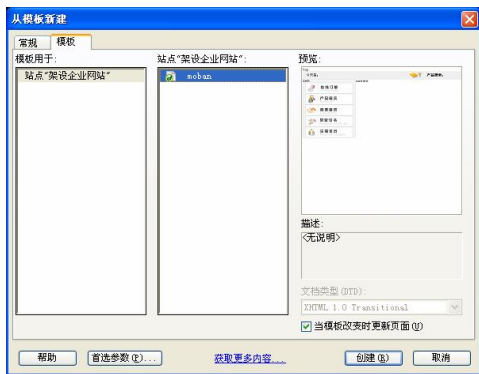 从模板新建
常规 模板
模板用于:
站点"架设企业网站"
站点"架设企业网站":
moban
预览:
描述:
<无说明>
文档类型(DTD):
XHTML 1.0 Transitional
当模板改变时更新页面(U)
帮助 首选参数(P)... 获取更多内容... 创建(R) 取消